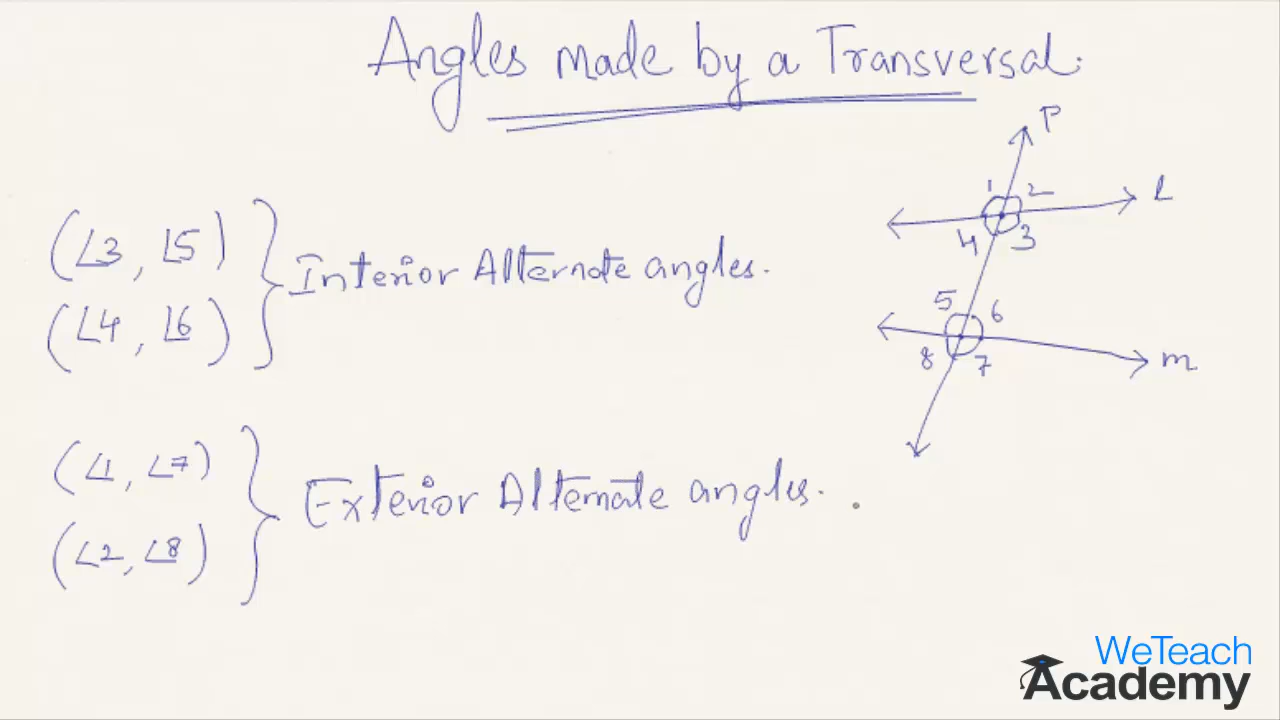 Angles made by a Transversal.
(∠3, ∠5)
(∠4, ∠6)
Interior Alternate angles.
(∠1, ∠7)
(∠2, ∠8)
Exterior Alternate angles.
P
1 2
l
4 3
5 6
8 7
m
WeTeach
Academy